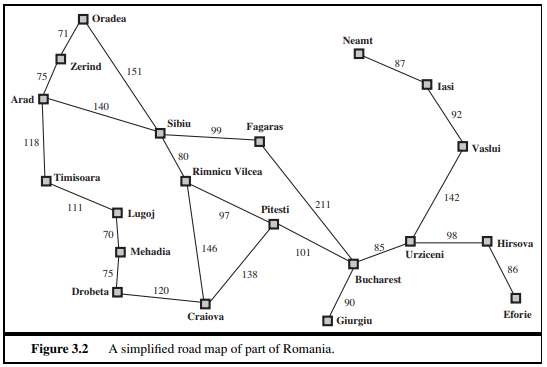 Oradea
71
Neamt
Zerind
87
151
75
Iasi
Arad
140
92
Sibiu
99
Fagaras
118
Vaslui
80
Timisoara
Rimnicu Vilcea
142
111
211
Lugoj
97
Pitesti
70
98
Hirsova
85
146
101
Mehadia
Urziceni
86
75
138
Bucharest
Drobeta
120
90
Craiova
Giurgiu
Eforie
Figure 3.2 A simplified road map of part of Romania.